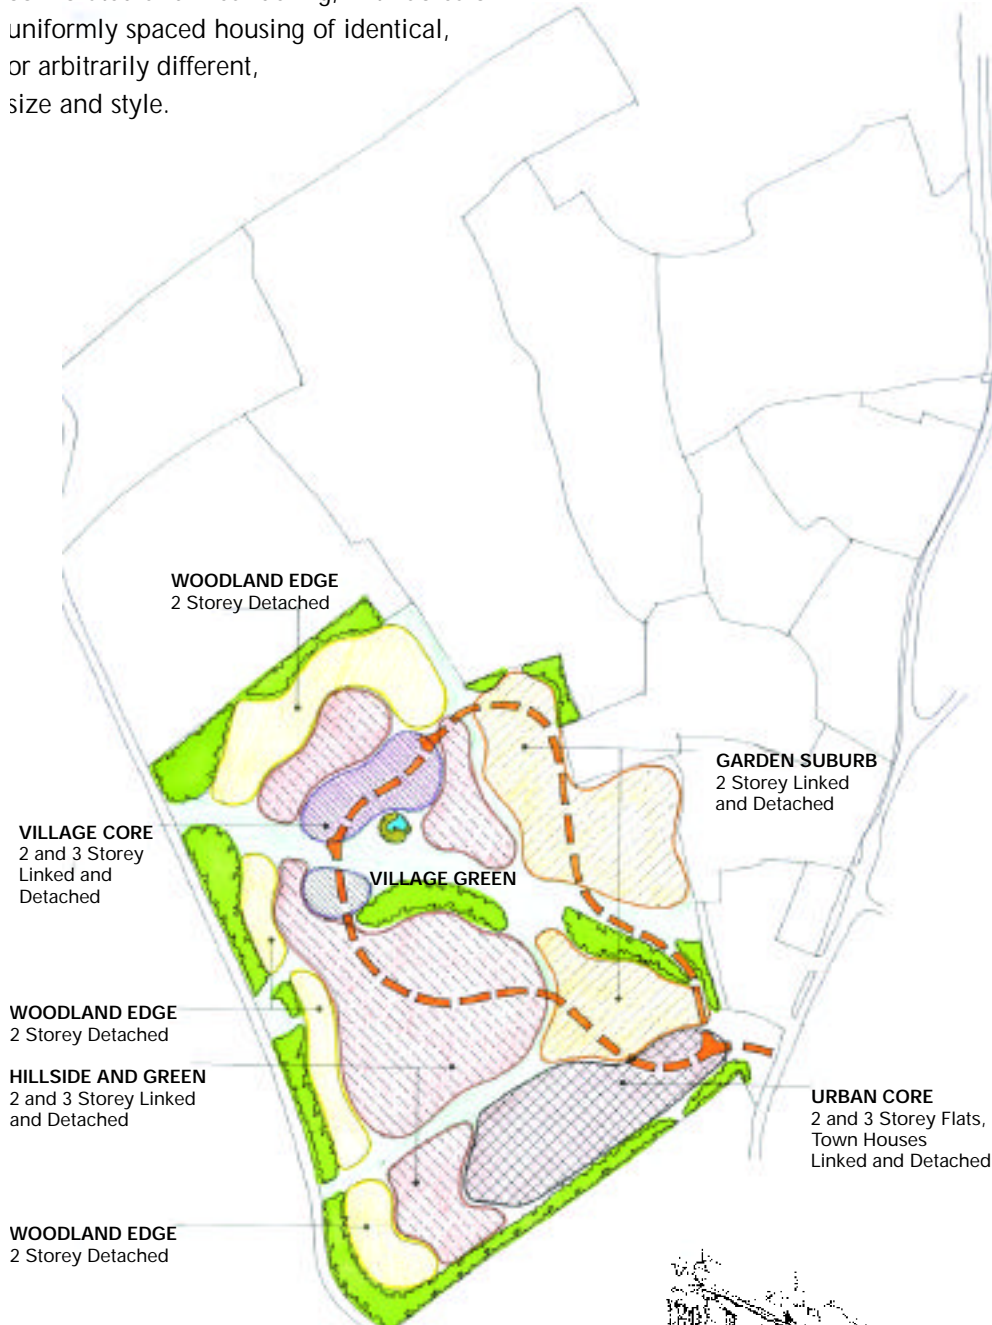 uniformly spaced housing of identical,
or arbitrarily different,
size and style.
WOODLAND EDGE
2 Storey Detached
GARDEN SUBURB
2 Storey Linked
and Detached
VILLAGE CORE
2 and 3 Storey
Linked and
Detached
VILLAGE GREEN
WOODLAND EDGE
2 Storey Detached
HILLSIDE AND GREEN
2 and 3 Storey Linked
and Detached
URBAN CORE
2 and 3 Storey Flats,
Town Houses
Linked and Detached
WOODLAND EDGE
2 Storey Detached